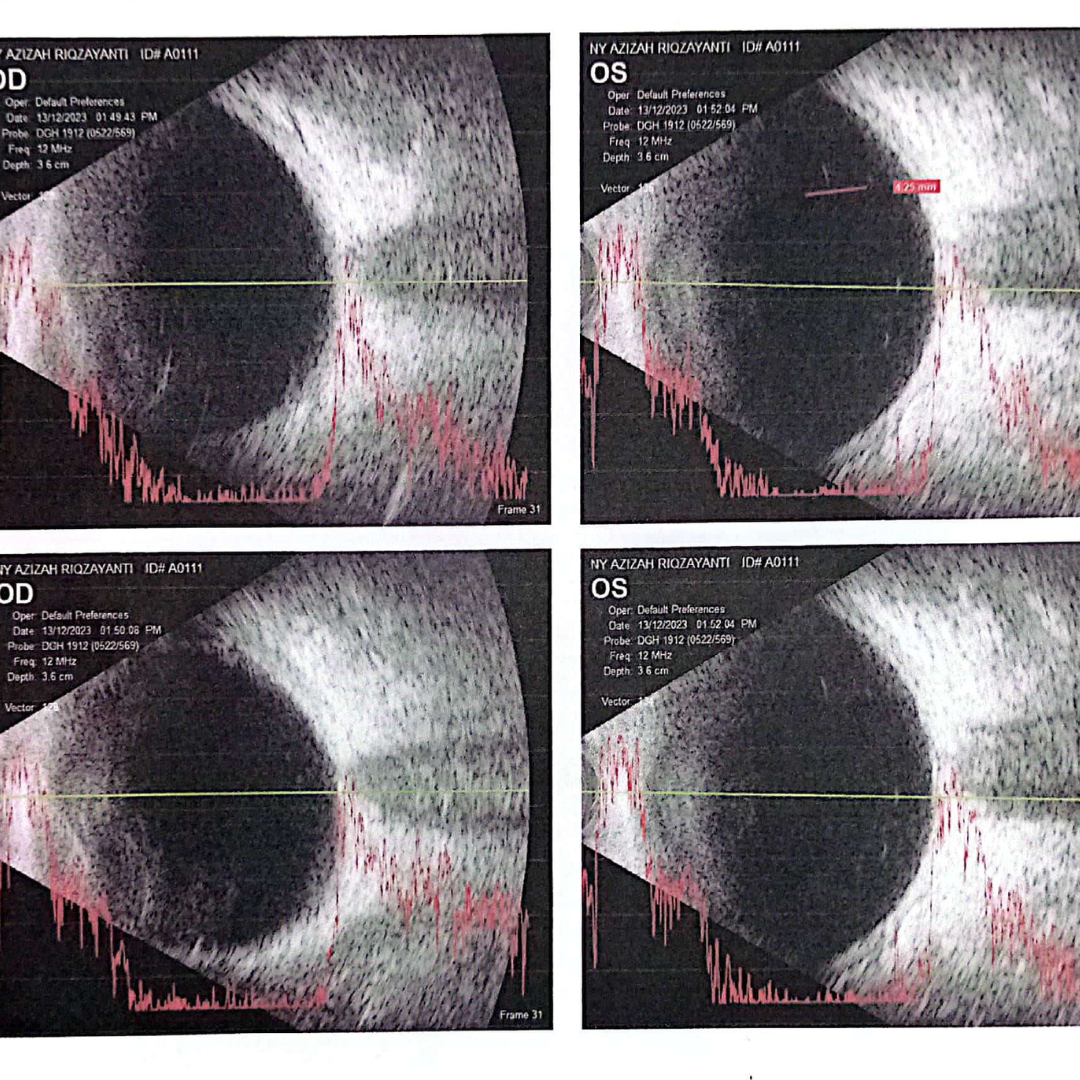 Y AZIZAH RIQZAYANTI ID# A0111
OD
Oper: Default Preferences
Date: 13/12/2023 01:49:43 PM
Probe: DGH 1912 (0522/569)
Freq: 12 MHz
Depth: 3.6 cm
Vector:
Frame 31
NY AZIZAH RIQZAYANTI ID# A0111
OS
Oper: Default Preferences
Date: 13/12/2023 01:52:04 PM
Probe: DGH 1912 (0522/569)
Freq: 12 MHz
Depth: 3.6 cm
Vector:
4.25 mm
NY AZIZAH RIQZAYANTI ID# A0111
OD
Oper: Default Preferences
Date: 13/12/2023 01:50:08 PM
Probe: DGH 1912 (0522/569)
Freq: 12 MHz
Depth: 3.6 cm
Vector: 128
Frame 31
NY AZIZAH RIQZAYANTI ID# A0111
OS
Oper: Default Preferences
Date: 13/12/2023 01:52:04 PM
Probe: DGH 1912 (0522/569)
Freq: 12 MHz
Depth: 3.6 cm
Vector: